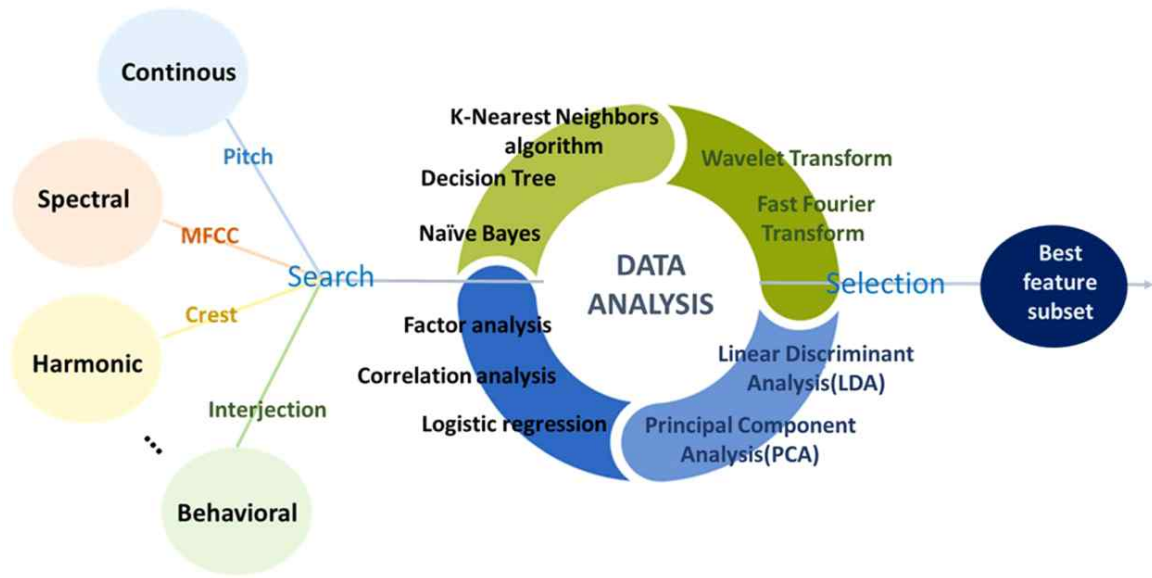 Continous
Pitch
Spectral
MFCC
Search
Crest
Harmonic
Interjection
Behavioral
K-Nearest Neighbors
algorithm
Decision Tree
Naïve Bayes
Wavelet Transform
Fast Fourier
Transform
DATA
ANALYSIS
Factor analysis
Correlation analysis
Logistic regression
Linear Discriminant
Analysis(LDA)
Principal Component
Analysis(PCA)
Selection
Best
feature
subset